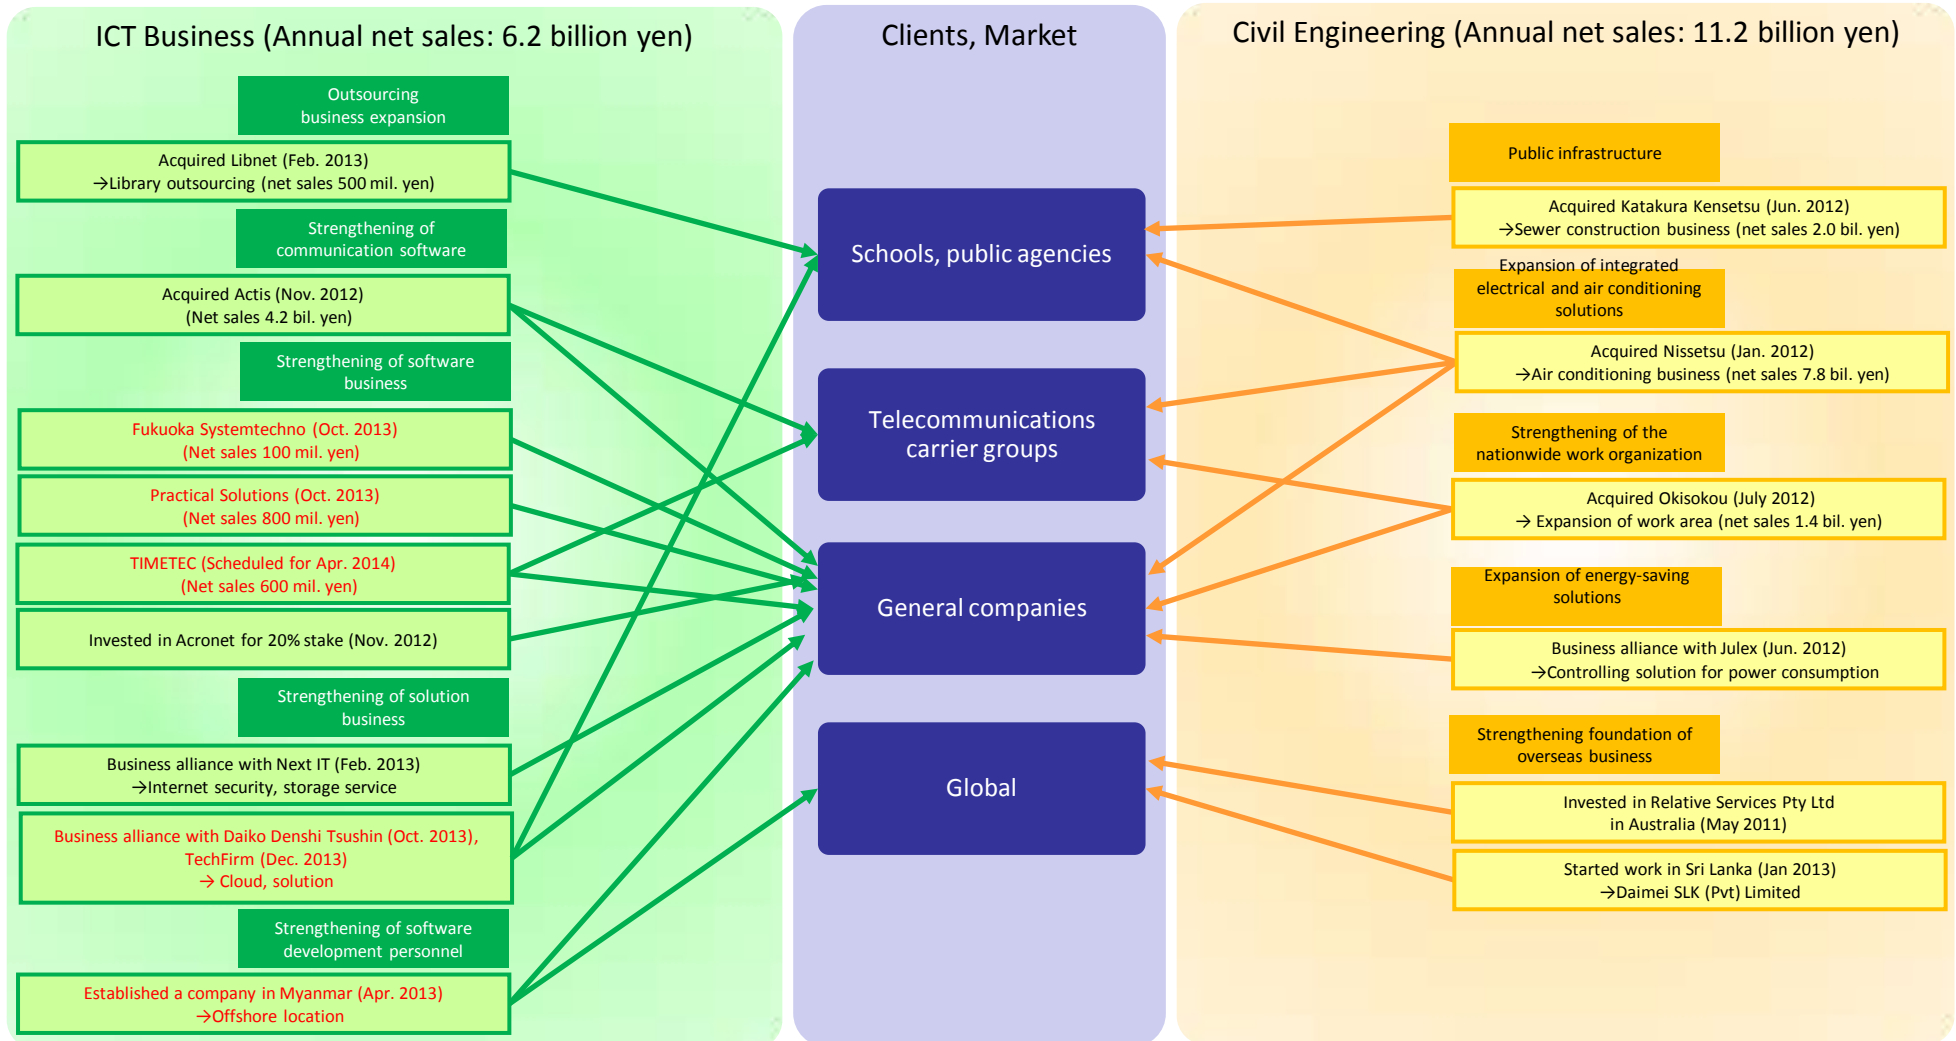 ICT Business (Annual net sales: 6.2 billion yen)
Outsourcing
business expansion
Acquired Libnet (Feb. 2013)
→Library outsourcing (net sales 500 mil. yen)
Strengthening of
communication software
Acquired Actis (Nov. 2012)
(Net sales 4.2 bil. yen)
Strengthening of software
business
Fukuoka Systemtechno (Oct. 2013)
(Net sales 100 mil. yen)
Practical Solutions (Oct. 2013)
(Net sales 800 mil. yen)
TIMETEC (Scheduled for Apr. 2014)
(Net sales 600 mil. yen)
Invested in Acronet for 20% stake (Nov. 2012)
Strengthening of solution
business
Business alliance with Next IT (Feb. 2013)
→Internet security, storage service
Business alliance with Daiko Denshi Tsushin (Oct. 2013),
TechFirm (Dec. 2013)
→ Cloud, solution
Strengthening of software
development personnel
Established a company in Myanmar (Apr. 2013)
→Offshore location
Clients, Market
Schools, public agencies
Telecommunications
carrier groups
General companies
Global
Civil Engineering (Annual net sales: 11.2 billion yen)
Public infrastructure
Acquired Katakura Kensetsu (Jun. 2012)
→Sewer construction business (net sales 2.0 bil. yen)
Expansion of integrated
electrical and air conditioning
solutions
Acquired Nissetsu (Jan. 2012)
→Air conditioning business (net sales 7.8 bil. yen)
Strengthening of the
nationwide work organization
Acquired Okisokou (July 2012)
→ Expansion of work area (net sales 1.4 bil. yen)
Expansion of energy-saving
solutions
Business alliance with Julex (Jun. 2012)
→Controlling solution for power consumption
Strengthening foundation of
overseas business
Invested in Relative Services Pty Ltd
in Australia (May 2011)
Started work in Sri Lanka (Jan 2013)
→Daimei SLK (Pvt) Limited